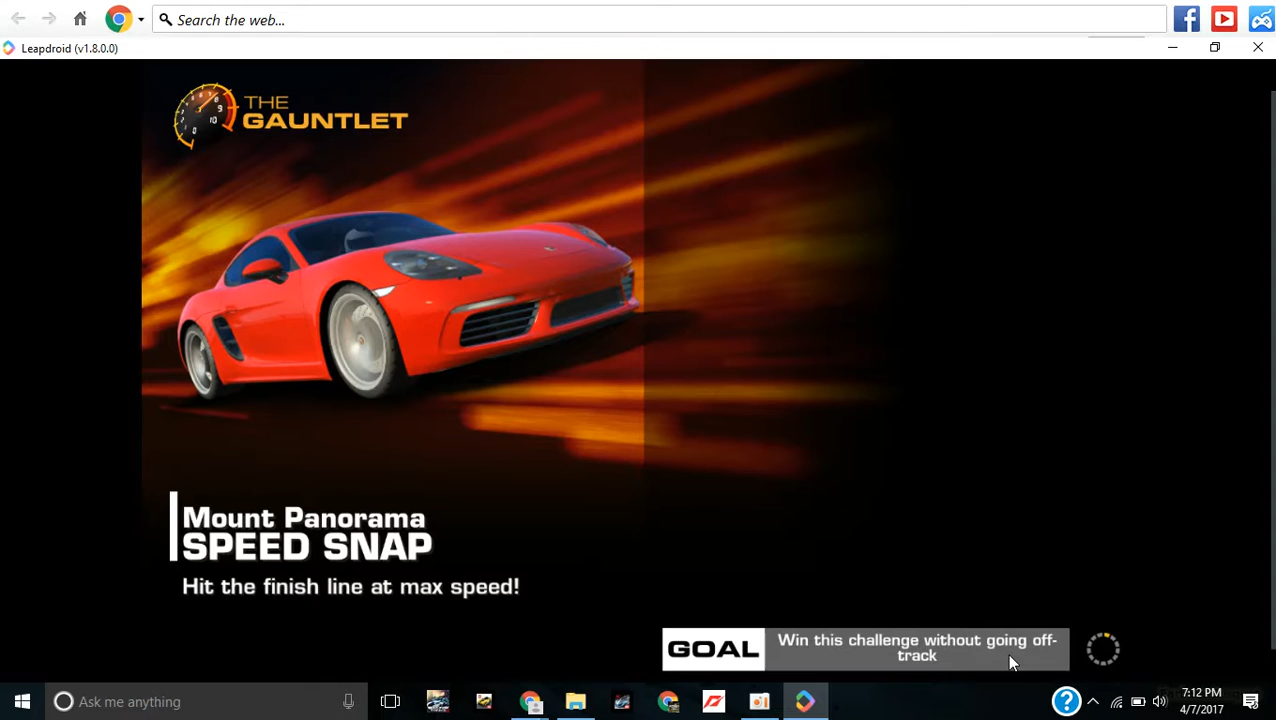 Search the web...
Leapdroid (v1.8.0.0)
THE
GAUNTLET
Mount Panorama
SPEED SNAP
Hit the finish line at max speed!
GOAL
Win this challenge without going off-
track
Ask me anything
7:12 PM
4/7/2017